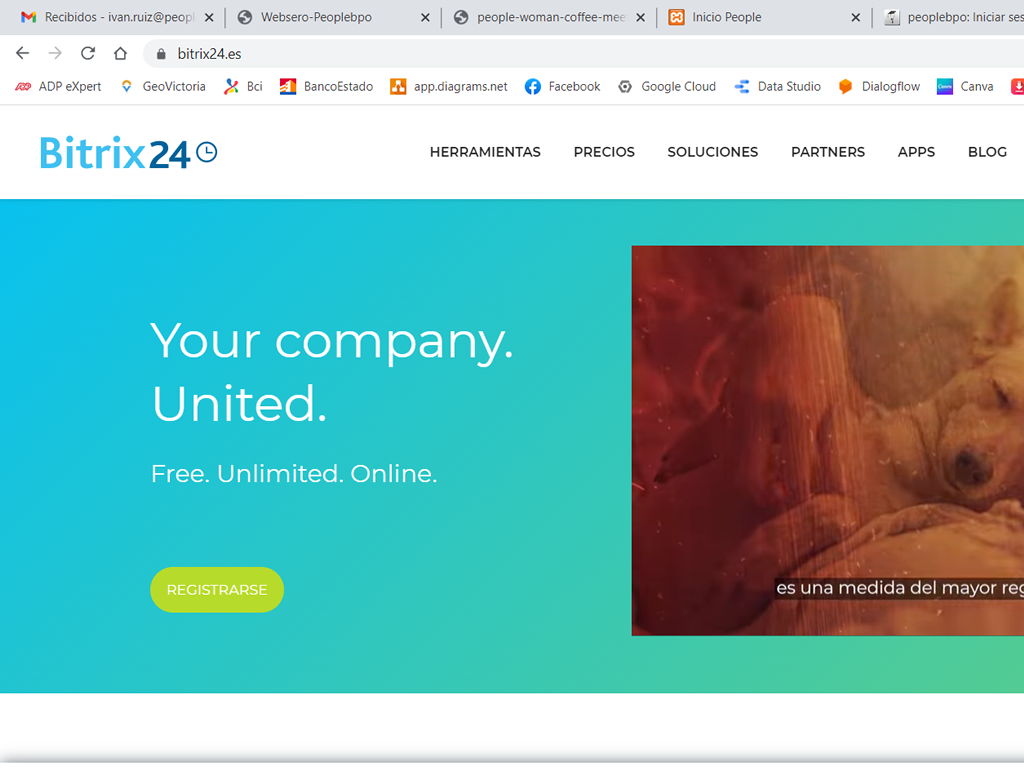 Recibidos - ivan.ruiz@peopl
Websero-Peoplebpo
people-woman-coffee-mee
Inicio People
peoplebpo: Iniciar ses
bitrix24.es
ADP eXpert
GeoVictoria
Bci
BancoEstado
app.diagrams.net
Facebook
Google Cloud
Data Studio
Dialogflow
Canva
Bitrix24
HERRAMIENTAS
PRECIOS
SOLUCIONES
PARTNERS
APPS
BLOG
Your company.
United.
Free. Unlimited. Online.
REGISTRARSE
es una medida del mayor reg